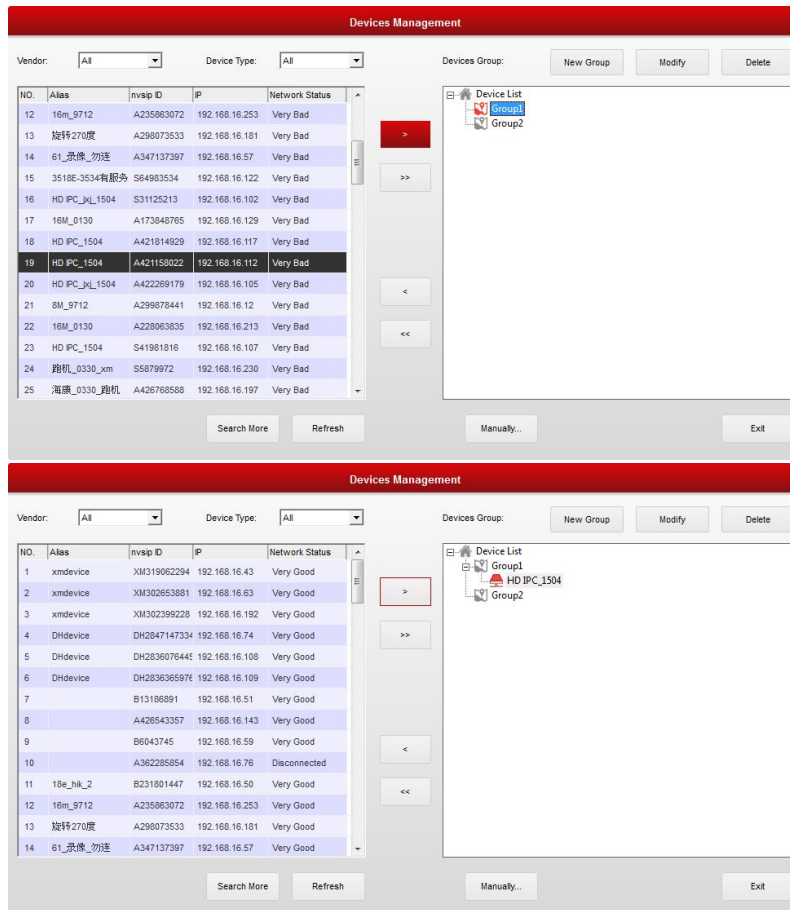 Devices Management
Vendor: All Device Type: All Devices Group: New Group Modify Delete
NO. Alias nvsip ID IP Network Status
12 16m_9712 A235863072 192.168.16.253 Very Bad
13 旋转270度 A298073533 192.168.16.181 Very Bad
14 61_录像_勿连 A347137397 192.168.16.57 Very Bad
15 3518E-3534有服务 S64983534 192.168.16.122 Very Bad
16 HD IPC_jxj_1504 S31125213 192.168.16.102 Very Bad
17 16M_0130 A173848765 192.168.16.129 Very Bad
18 HD IPC_1504 A421814929 192.168.16.117 Very Bad
19 HD IPC_1504 A421158022 192.168.16.112 Very Bad
20 HD IPC_jxj_1504 A422269179 192.168.16.105 Very Bad
21 8M_9712 A299878441 192.168.16.12 Very Bad
22 16M_0130 A228063835 192.168.16.213 Very Bad
23 HD IPC_1504 S41981816 192.168.16.107 Very Bad
24 跑机_0330_xm S5879972 192.168.16.230 Very Bad
25 海康_0330_跑机 A426768588 192.168.16.197 Very Bad
>
>>
<
<<
Device List
Group1
Group2
Search More Refresh Manually... Exit
Devices Management
Vendor: All Device Type: All Devices Group: New Group Modify Delete
NO. Alias nvsip ID IP Network Status
1 xmdevice XM319062294 192.168.16.43 Very Good
2 xmdevice XM302653881 192.168.16.63 Very Good
3 xmdevice XM302399228 192.168.16.192 Very Good
4 DHdevice DH2847147334 192.168.16.74 Very Good
5 DHdevice DH2836076445 192.168.16.108 Very Good
6 DHdevice DH2836365976 192.168.16.109 Very Good
7 B13186891 192.168.16.51 Very Good
8 A426543357 192.168.16.143 Very Good
9 B6043745 192.168.16.59 Very Good
10 A362285854 192.168.16.76 Disconnected
11 18e_hik_2 B231801447 192.168.16.50 Very Good
12 16m_9712 A235863072 192.168.16.253 Very Good
13 旋转270度 A298073533 192.168.16.181 Very Good
14 61_录像_勿连 A347137397 192.168.16.57 Very Good
>
>>
<
<<
Device List
Group1
HD IPC_1504
Group2
Search More Refresh Manually... Exit